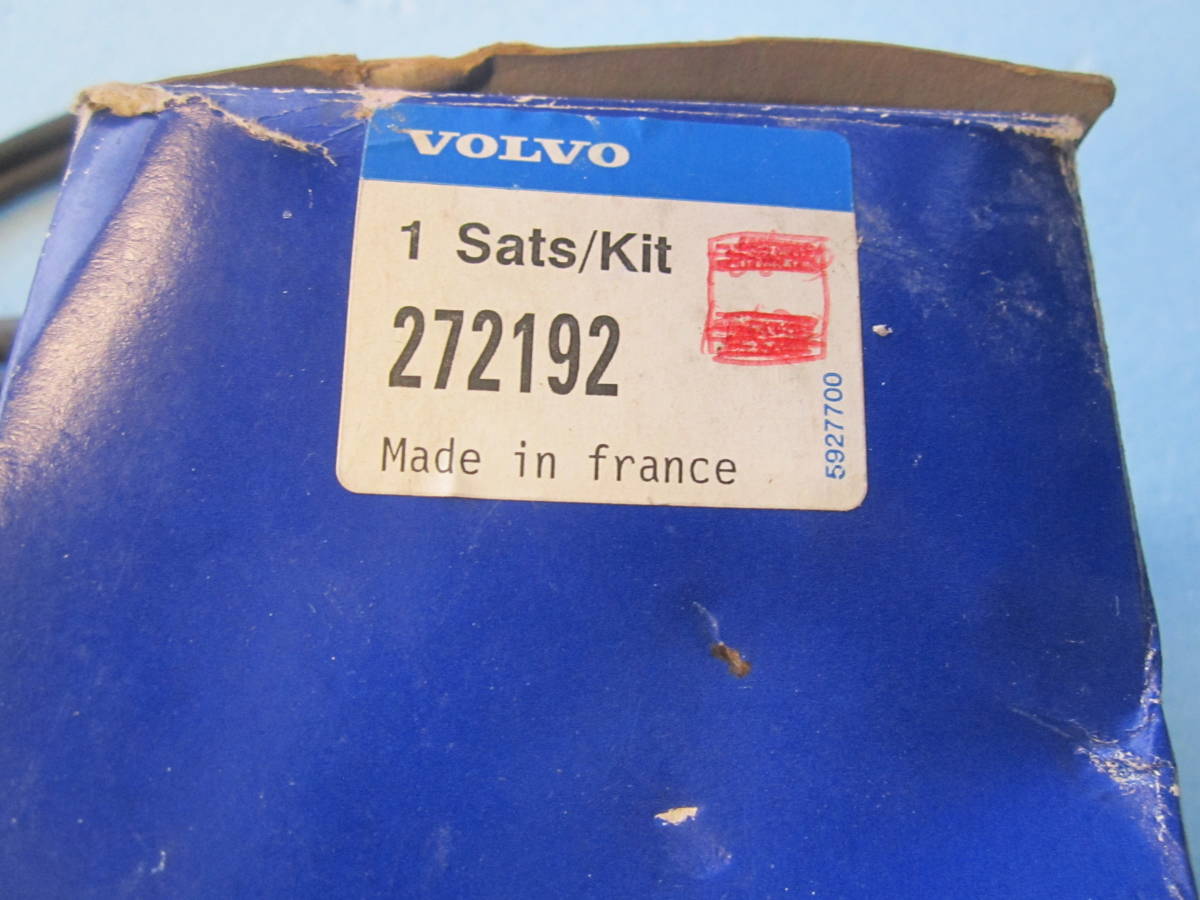 VOLVO
1 Sats/Kit
272192
Made in france
5927700